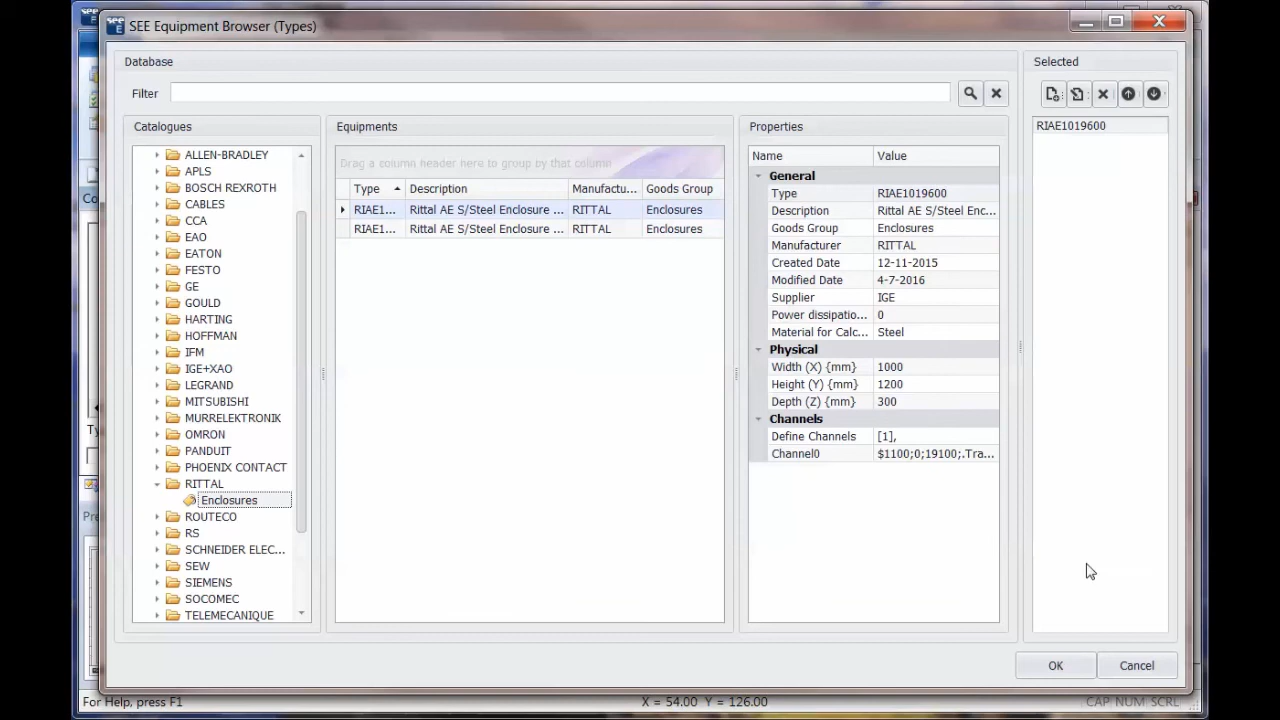 SEE Equipment Browser (Types)
Database
Selected
Filter
Catalogues
ALLEN-BRADLEY
APLS
BOSCH REXROTH
CABLES
CCA
EAO
EATON
FESTO
GE
GOULD
HARTING
HOFFMAN
IFM
IGE+XAO
LEGRAND
MITSUBISHI
MURRELEKTRONIK
OMRON
PANDUIT
PHOENIX CONTACT
RITTAL
Enclosures
ROUTECO
RS
SCHNEIDER ELEC...
SEW
SIEMENS
SOCOMEC
TELEMECANIQUE
Equipments
Drag a column header here to group by that column
Type Description Manufactu... Goods Group
RIAE1... Rittal AE S/Steel Enclosure ... RITTAL Enclosures
RIAE1... Rittal AE S/Steel Enclosure ... RITTAL Enclosures
Properties
Name Value
General
Type RIAE1019600
Description Rittal AE S/Steel Enc...
Goods Group Enclosures
Manufacturer RITTAL
Created Date 12-11-2015
Modified Date 4-7-2016
Supplier IGE
Power dissipatio... 0
Material for Calc... Steel
Physical
Width (X) {mm} 1000
Height (Y) {mm} 1200
Depth (Z) {mm} 300
Channels
Define Channels [1],
Channel0 $1100;0;19100;.Tra...
RIAE1019600
OK Cancel
For Help, press F1 X = 54.00 Y = 126.00 CAP NUM SCRL